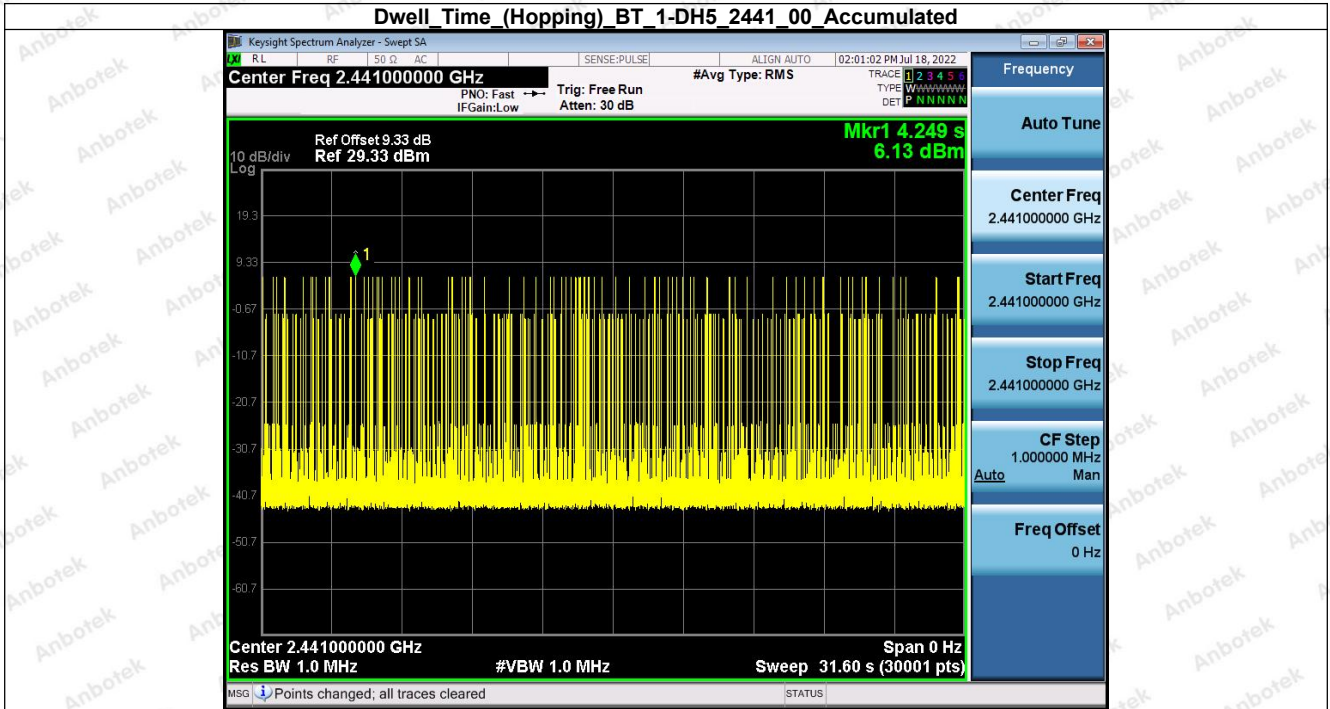 Dwell_Time_(Hopping)_BT_1-DH5_2441_00_Accumulated
Keysight Spectrum Analyzer - Swept SA
LXI RL RF 50 Ω AC SENSE:PULSE ALIGN AUTO 02:01:02 PM Jul 18, 2022
Center Freq 2.441000000 GHz
PNO: Fast
IFGain:Low
Trig: Free Run
Atten: 30 dB
#Avg Type: RMS
TRACE 1 2 3 4 5 6
TYPE WWWWWW
DET P N N N N N
Mkr1 4.249 s
6.13 dBm
Ref Offset 9.33 dB
10 dB/div Ref 29.33 dBm
Log
19.3
9.33
-0.67
-10.7
-20.7
-30.7
-40.7
-50.7
-60.7
1
Center 2.441000000 GHz Span 0 Hz
Res BW 1.0 MHz #VBW 1.0 MHz Sweep 31.60 s (30001 pts)
MSG Points changed; all traces cleared STATUS
Frequency
Auto Tune
Center Freq
2.441000000 GHz
Start Freq
2.441000000 GHz
Stop Freq
2.441000000 GHz
CF Step
1.000000 MHz
Auto Man
Freq Offset
0 Hz
Anbotek